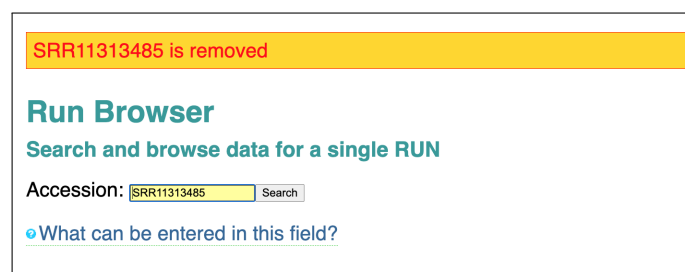 SRR11313485 is removed
Run Browser
Search and browse data for a single RUN
Accession: SRR11313485 Search
What can be entered in this field?